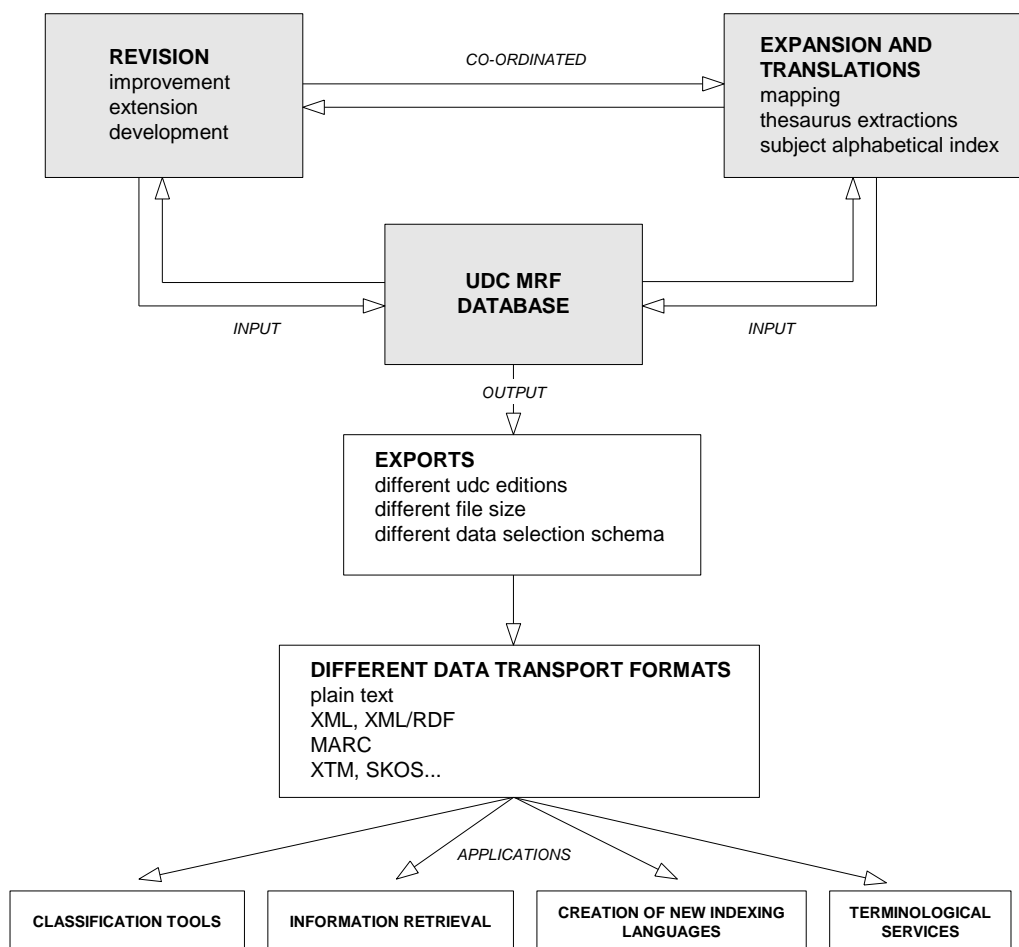 REVISION
improvement
extension
development
CO-ORDINATED
EXPANSION AND
TRANSLATIONS
mapping
thesaurus extractions
subject alphabetical index
UDC MRF
DATABASE
INPUT
INPUT
OUTPUT
EXPORTS
different udc editions
different file size
different data selection schema
DIFFERENT DATA TRANSPORT FORMATS
plain text
XML, XML/RDF
MARC
XTM, SKOS...
APPLICATIONS
CLASSIFICATION TOOLS
INFORMATION RETRIEVAL
CREATION OF NEW INDEXING
LANGUAGES
TERMINOLOGICAL
SERVICES